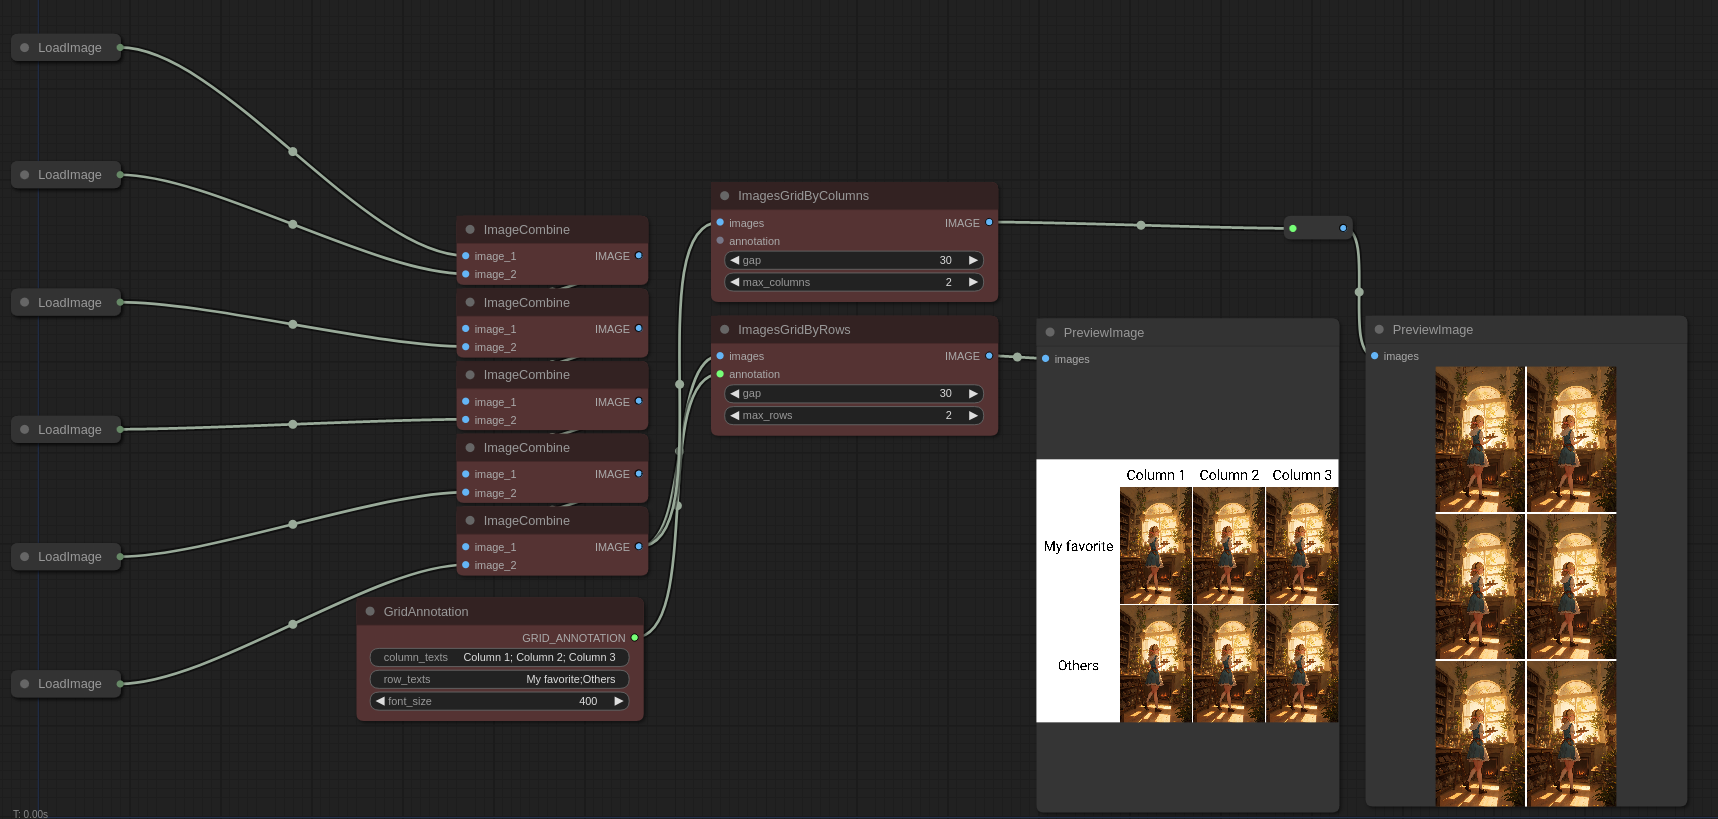 LoadImage
LoadImage
LoadImage
LoadImage
LoadImage
LoadImage
ImageCombine
image_1 IMAGE
image_2
ImageCombine
image_1 IMAGE
image_2
ImageCombine
image_1 IMAGE
image_2
ImageCombine
image_1 IMAGE
image_2
ImageCombine
image_1 IMAGE
image_2
GridAnnotation
GRID_ANNOTATION
column_texts Column 1; Column 2; Column 3
row_texts My favorite;Others
font_size 400
ImagesGridByColumns
images IMAGE
annotation
gap 30
max_columns 2
ImagesGridByRows
images IMAGE
annotation
gap 30
max_rows 2
PreviewImage
images
Column 1 Column 2 Column 3
My favorite
Others
PreviewImage
images
T: 0.00s